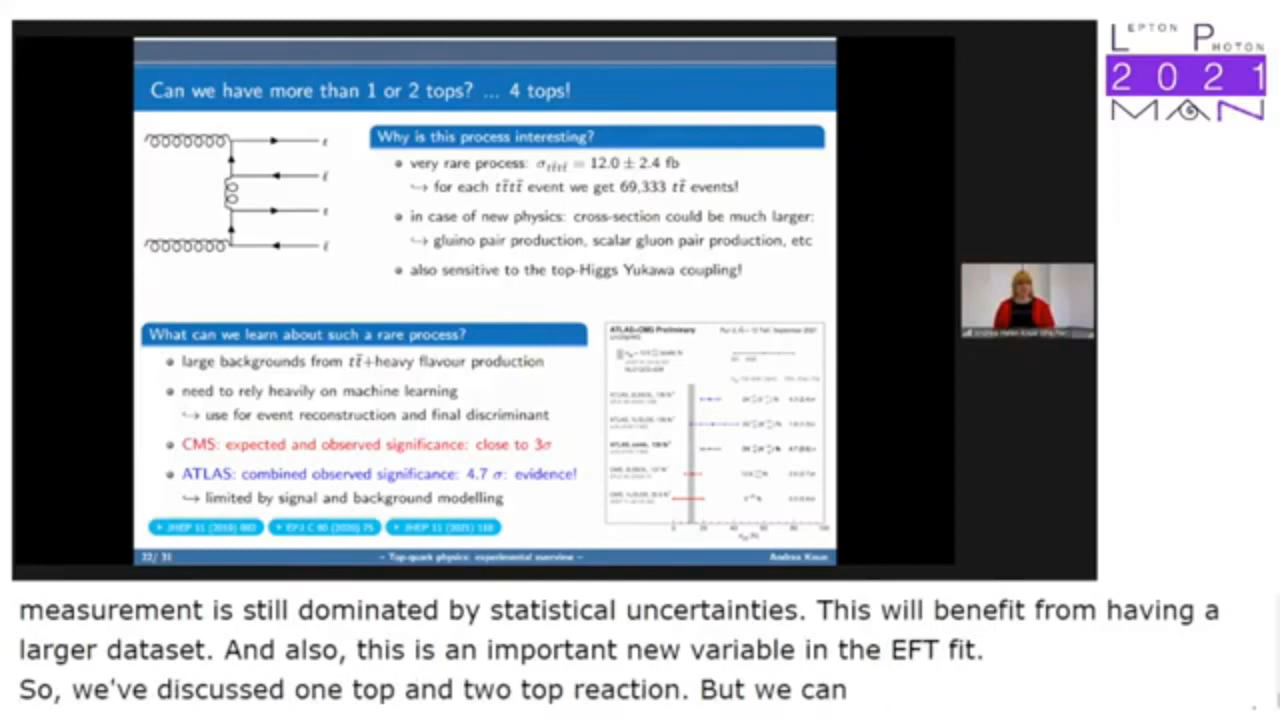 LEPTON PHOTON
2021
MAN
Can we have more than 1 or 2 tops? ... 4 tops!
t
t̄
t
t̄
Why is this process interesting?
• very rare process: σtt̄tt̄ = 12.0 ± 2.4 fb
↪ for each tt̄tt̄ event we get 69,333 tt̄ events!
• in case of new physics: cross-section could be much larger:
↪ gluino pair production, scalar gluon pair production, etc
• also sensitive to the top-Higgs Yukawa coupling!
What can we learn about such a rare process?
• large backgrounds from tt̄+heavy flavour production
• need to rely heavily on machine learning
↪ use for event reconstruction and final discriminant
• CMS: expected and observed significance: close to 3σ
• ATLAS: combined observed significance: 4.7 σ: evidence!
↪ limited by signal and background modelling
ATLAS+CMS Preliminary
JHEP 11 (2019) 082 EPJ C 80 (2020) 75 JHEP 11 (2021) 118
22/ 31 – Top-quark physics: experimental overview – Andrea Knue
measurement is still dominated by statistical uncertainties. This will benefit from having a
larger dataset. And also, this is an important new variable in the EFT fit.
So, we've discussed one top and two top reaction. But we can